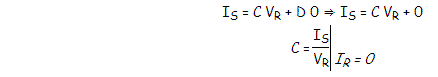 I_S = C V_R + D 0 ⇒ I_S = C V_R + 0
C = I_S / V_R | I_R = 0